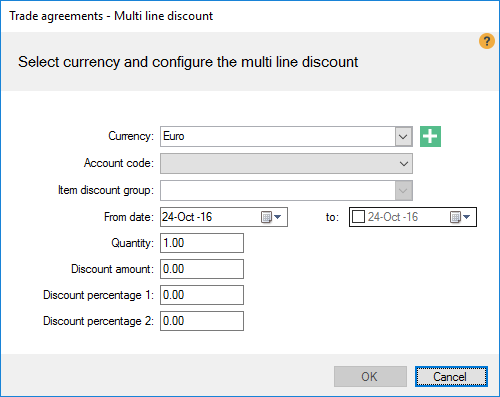 Trade agreements - Multi line discount
?
Select currency and configure the multi line discount
Currency: Euro
Account code:
Item discount group:
From date: 24-Oct -16 to: 24-Oct -16
Quantity: 1.00
Discount amount: 0.00
Discount percentage 1: 0.00
Discount percentage 2: 0.00
OK Cancel